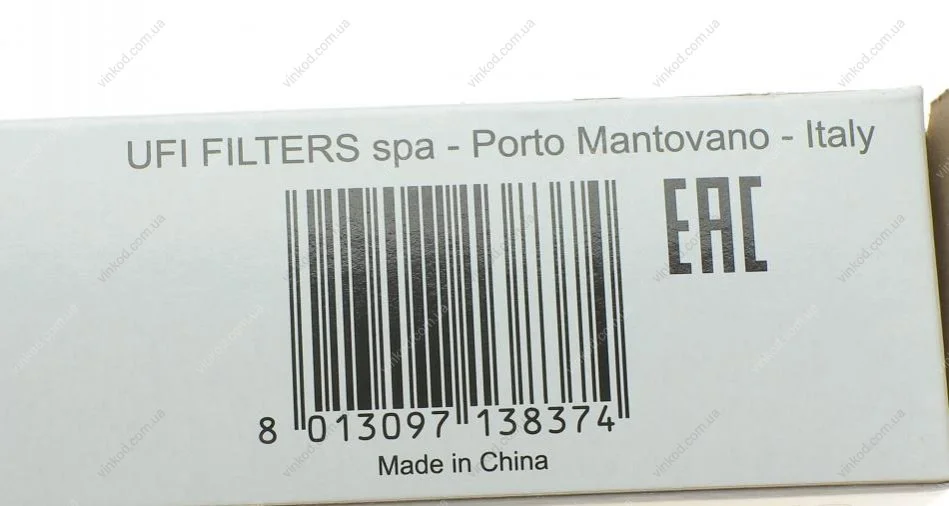 UFI FILTERS spa - Porto Mantovano - Italy
EAC
8 013097 138374
Made in China
vinkod.com.ua